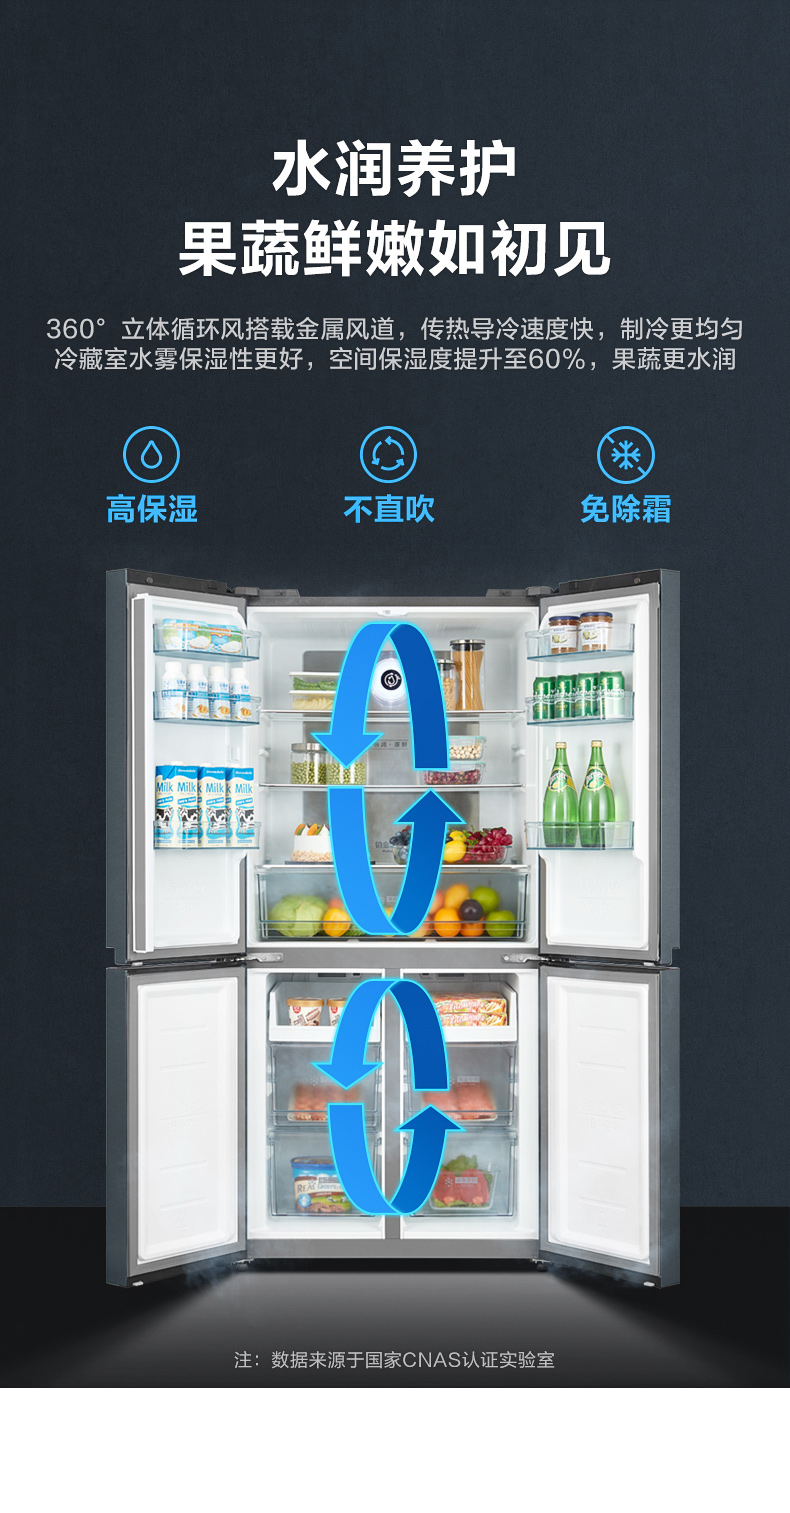 水润养护
果蔬鲜嫩如初见
360°立体循环风搭载金属风道，传热导冷速度快，制冷更均匀
冷藏室水雾保湿性更好，空间保湿度提升至60%，果蔬更水润
高保湿
不直吹
免除霜
Milk Milk Milk Milk
注：数据来源于国家CNAS认证实验室